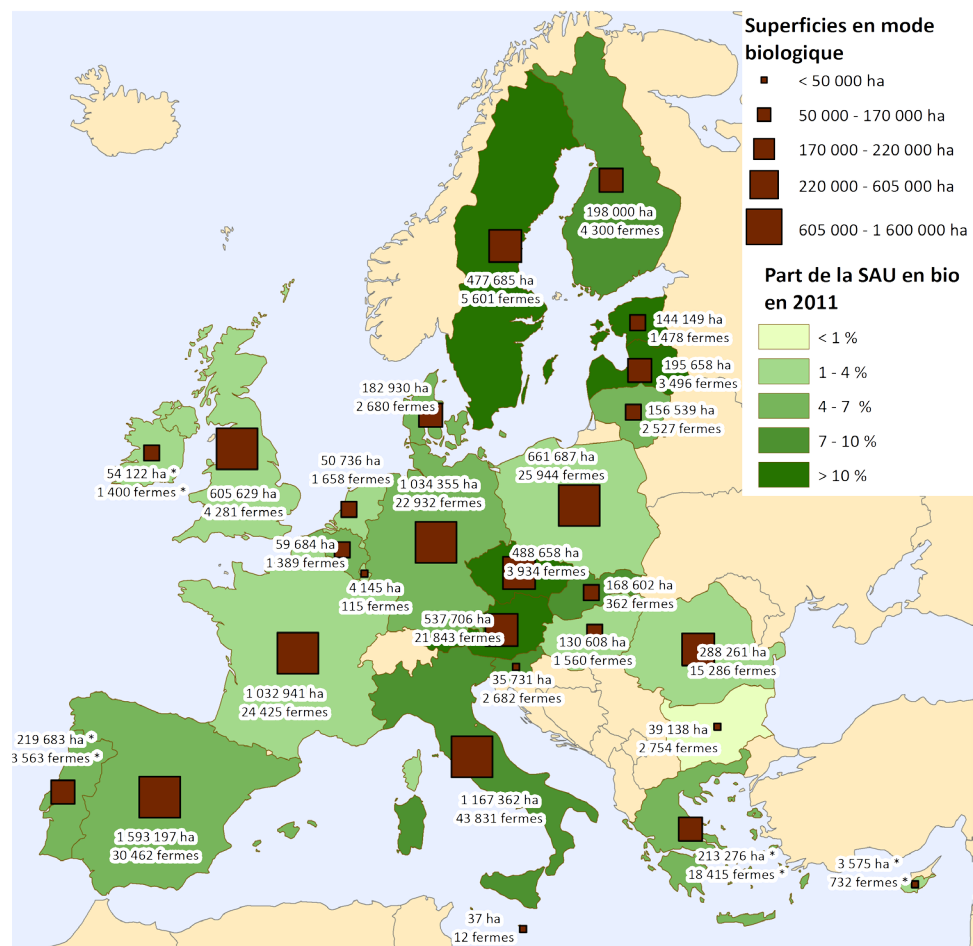 Superficies en mode
biologique
< 50 000 ha
50 000 - 170 000 ha
170 000 - 220 000 ha
220 000 - 605 000 ha
605 000 - 1 600 000 ha
Part de la SAU en bio
en 2011
< 1 %
1 - 4 %
4 - 7 %
7 - 10 %
> 10 %
198 000 ha
4 300 fermes
477 685 ha
5 601 fermes
144 149 ha
1 478 fermes
195 658 ha
3 496 fermes
182 930 ha
2 680 fermes
156 539 ha
2 527 fermes
54 122 ha *
1 400 fermes *
605 629 ha
4 281 fermes
50 736 ha
1 658 fermes
1 034 355 ha
22 932 fermes
661 687 ha
25 944 fermes
59 684 ha
1 389 fermes
4 145 ha
115 fermes
488 658 ha
3 934 fermes
168 602 ha
362 fermes
537 706 ha
21 843 fermes
130 608 ha
1 560 fermes
288 261 ha
15 286 fermes
1 032 941 ha
24 425 fermes
35 731 ha
2 682 fermes
39 138 ha
2 754 fermes
219 683 ha *
3 563 fermes *
1 593 197 ha
30 462 fermes
1 167 362 ha
43 831 fermes
213 276 ha *
18 415 fermes *
3 575 ha *
732 fermes *
37 ha
12 fermes